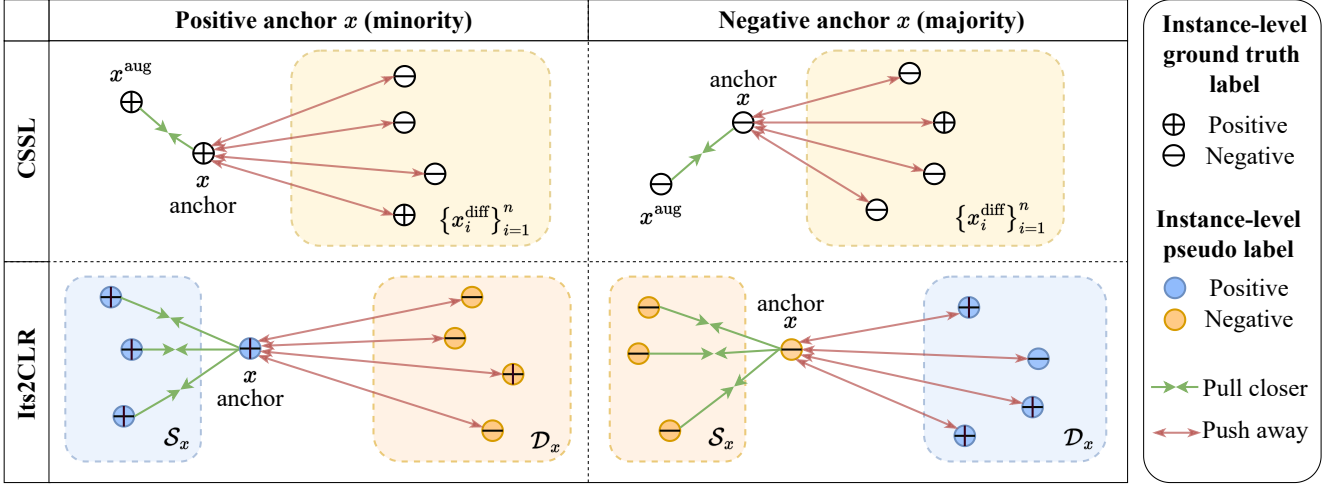 Positive anchor x (minority)
Negative anchor x (majority)
CSSL
x^aug
x
anchor
{x_i^diff}_{i=1}^n
anchor
x
x^aug
{x_i^diff}_{i=1}^n
Its2CLR
x
anchor
S_x
D_x
anchor
x
S_x
D_x
Instance-level
ground truth
label
Positive
Negative
Instance-level
pseudo label
Positive
Negative
Pull closer
Push away